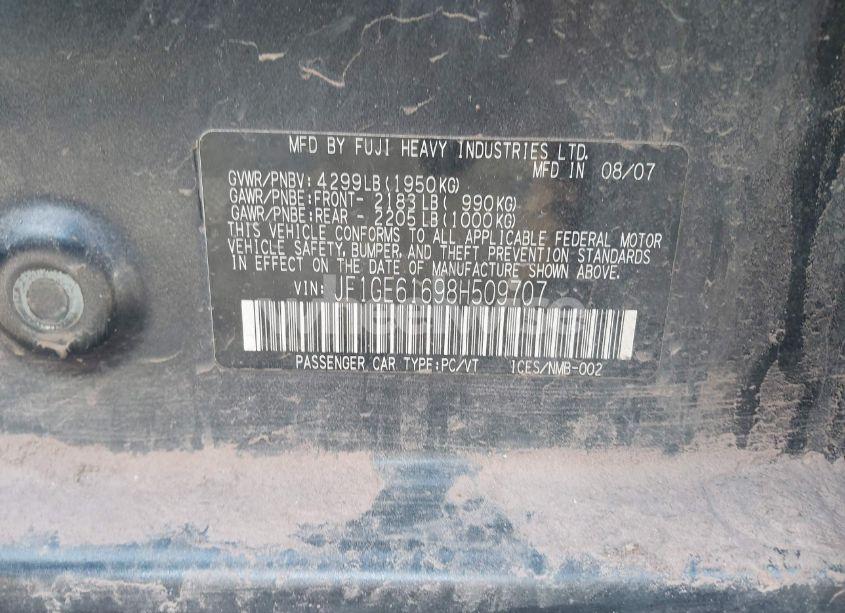 MFD BY FUJI HEAVY INDUSTRIES LTD.
MFD IN 08/07
GVWR/PNBV: 4299LB (1950KG)
GAWR/PNBE: FRONT- 2183LB ( 990KG)
GAWR/PNBE: REAR - 2205LB (1000KG)
THIS VEHICLE CONFORMS TO ALL APPLICABLE FEDERAL MOTOR
VEHICLE SAFETY, BUMPER, AND THEFT PREVENTION STANDARDS
IN EFFECT ON THE DATE OF MANUFACTURE SHOWN ABOVE.
VIN: JF1GE61698H509707
PASSENGER CAR TYPE:PC/VT ICES/NMB-002